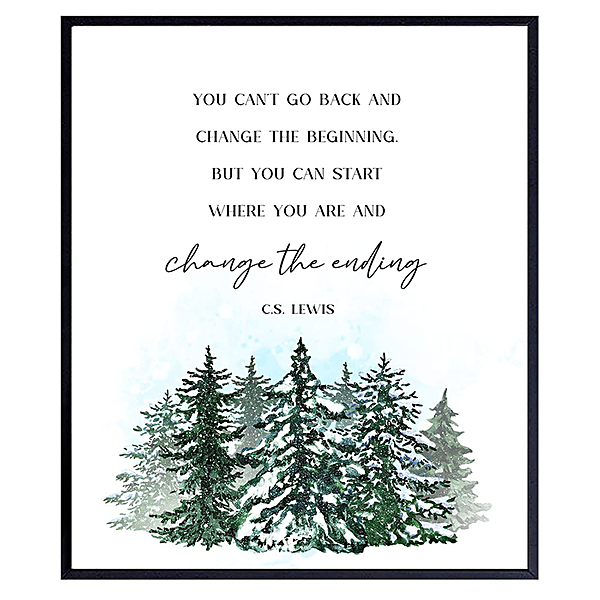 YOU CAN'T GO BACK AND
CHANGE THE BEGINNING.
BUT YOU CAN START
WHERE YOU ARE AND
change the ending
C.S. LEWIS